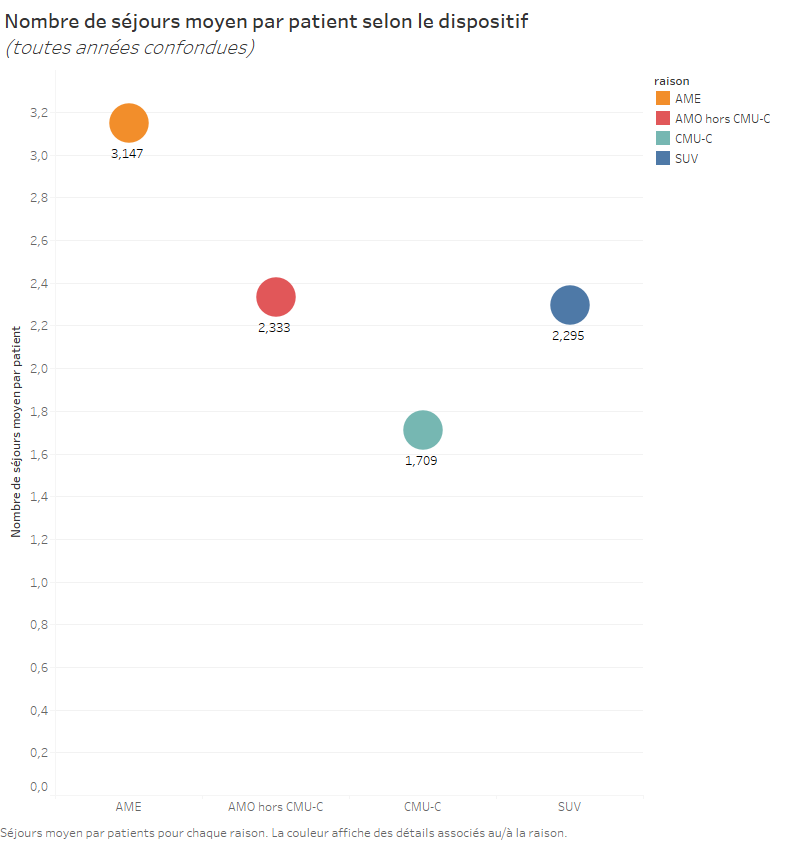 Nombre de séjours moyen par patient selon le dispositif
(toutes années confondues)
raison
AME
AMO hors CMU-C
CMU-C
SUV
Nombre de séjours moyen par patient
3,2
3,0
2,8
2,6
2,4
2,2
2,0
1,8
1,6
1,4
1,2
1,0
0,8
0,6
0,4
0,2
0,0
3,147
2,333
1,709
2,295
AME
AMO hors CMU-C
CMU-C
SUV
Séjours moyen par patients pour chaque raison. La couleur affiche des détails associés au/à la raison.